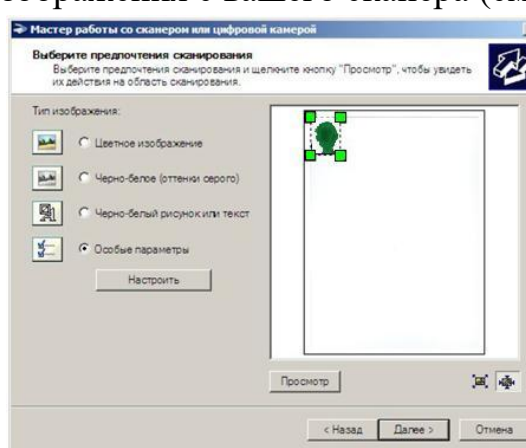 вашего сканера
Мастер работы со сканером или цифровой камерой
Выберите предпочтения сканирования
Выберите предпочтения сканирования и щелкните кнопку "Просмотр", чтобы увидеть
их действия на область сканирования.
Тип изображения:
Цветное изображение
Черно-белое (оттенки серого)
Черно-белый рисунок или текст
Особые параметры
Настроить
Просмотр
< Назад
Далее >
Отмена